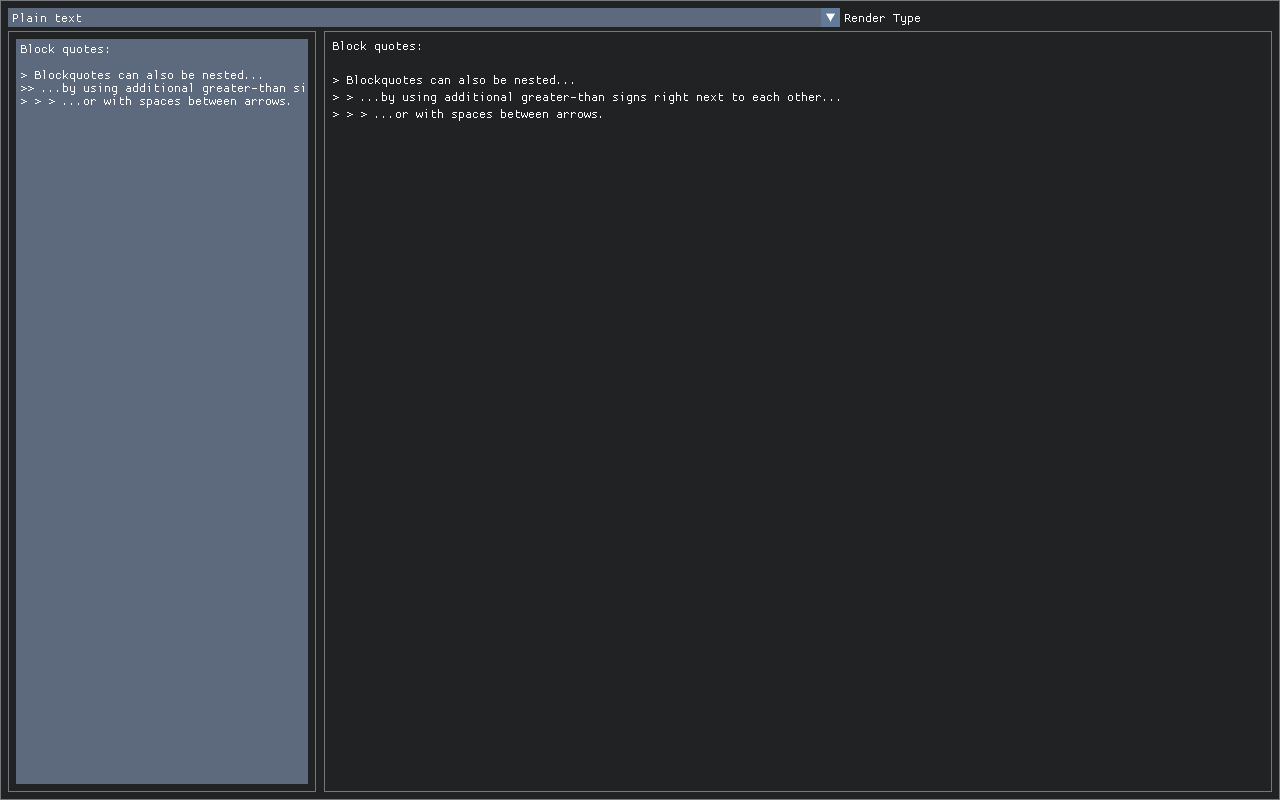 Plain text
Render Type
Block quotes:
> Blockquotes can also be nested...
>> ...by using additional greater-than si
> > > ...or with spaces between arrows.
Block quotes:
> Blockquotes can also be nested...
> > ...by using additional greater-than signs right next to each other...
> > > ...or with spaces between arrows.